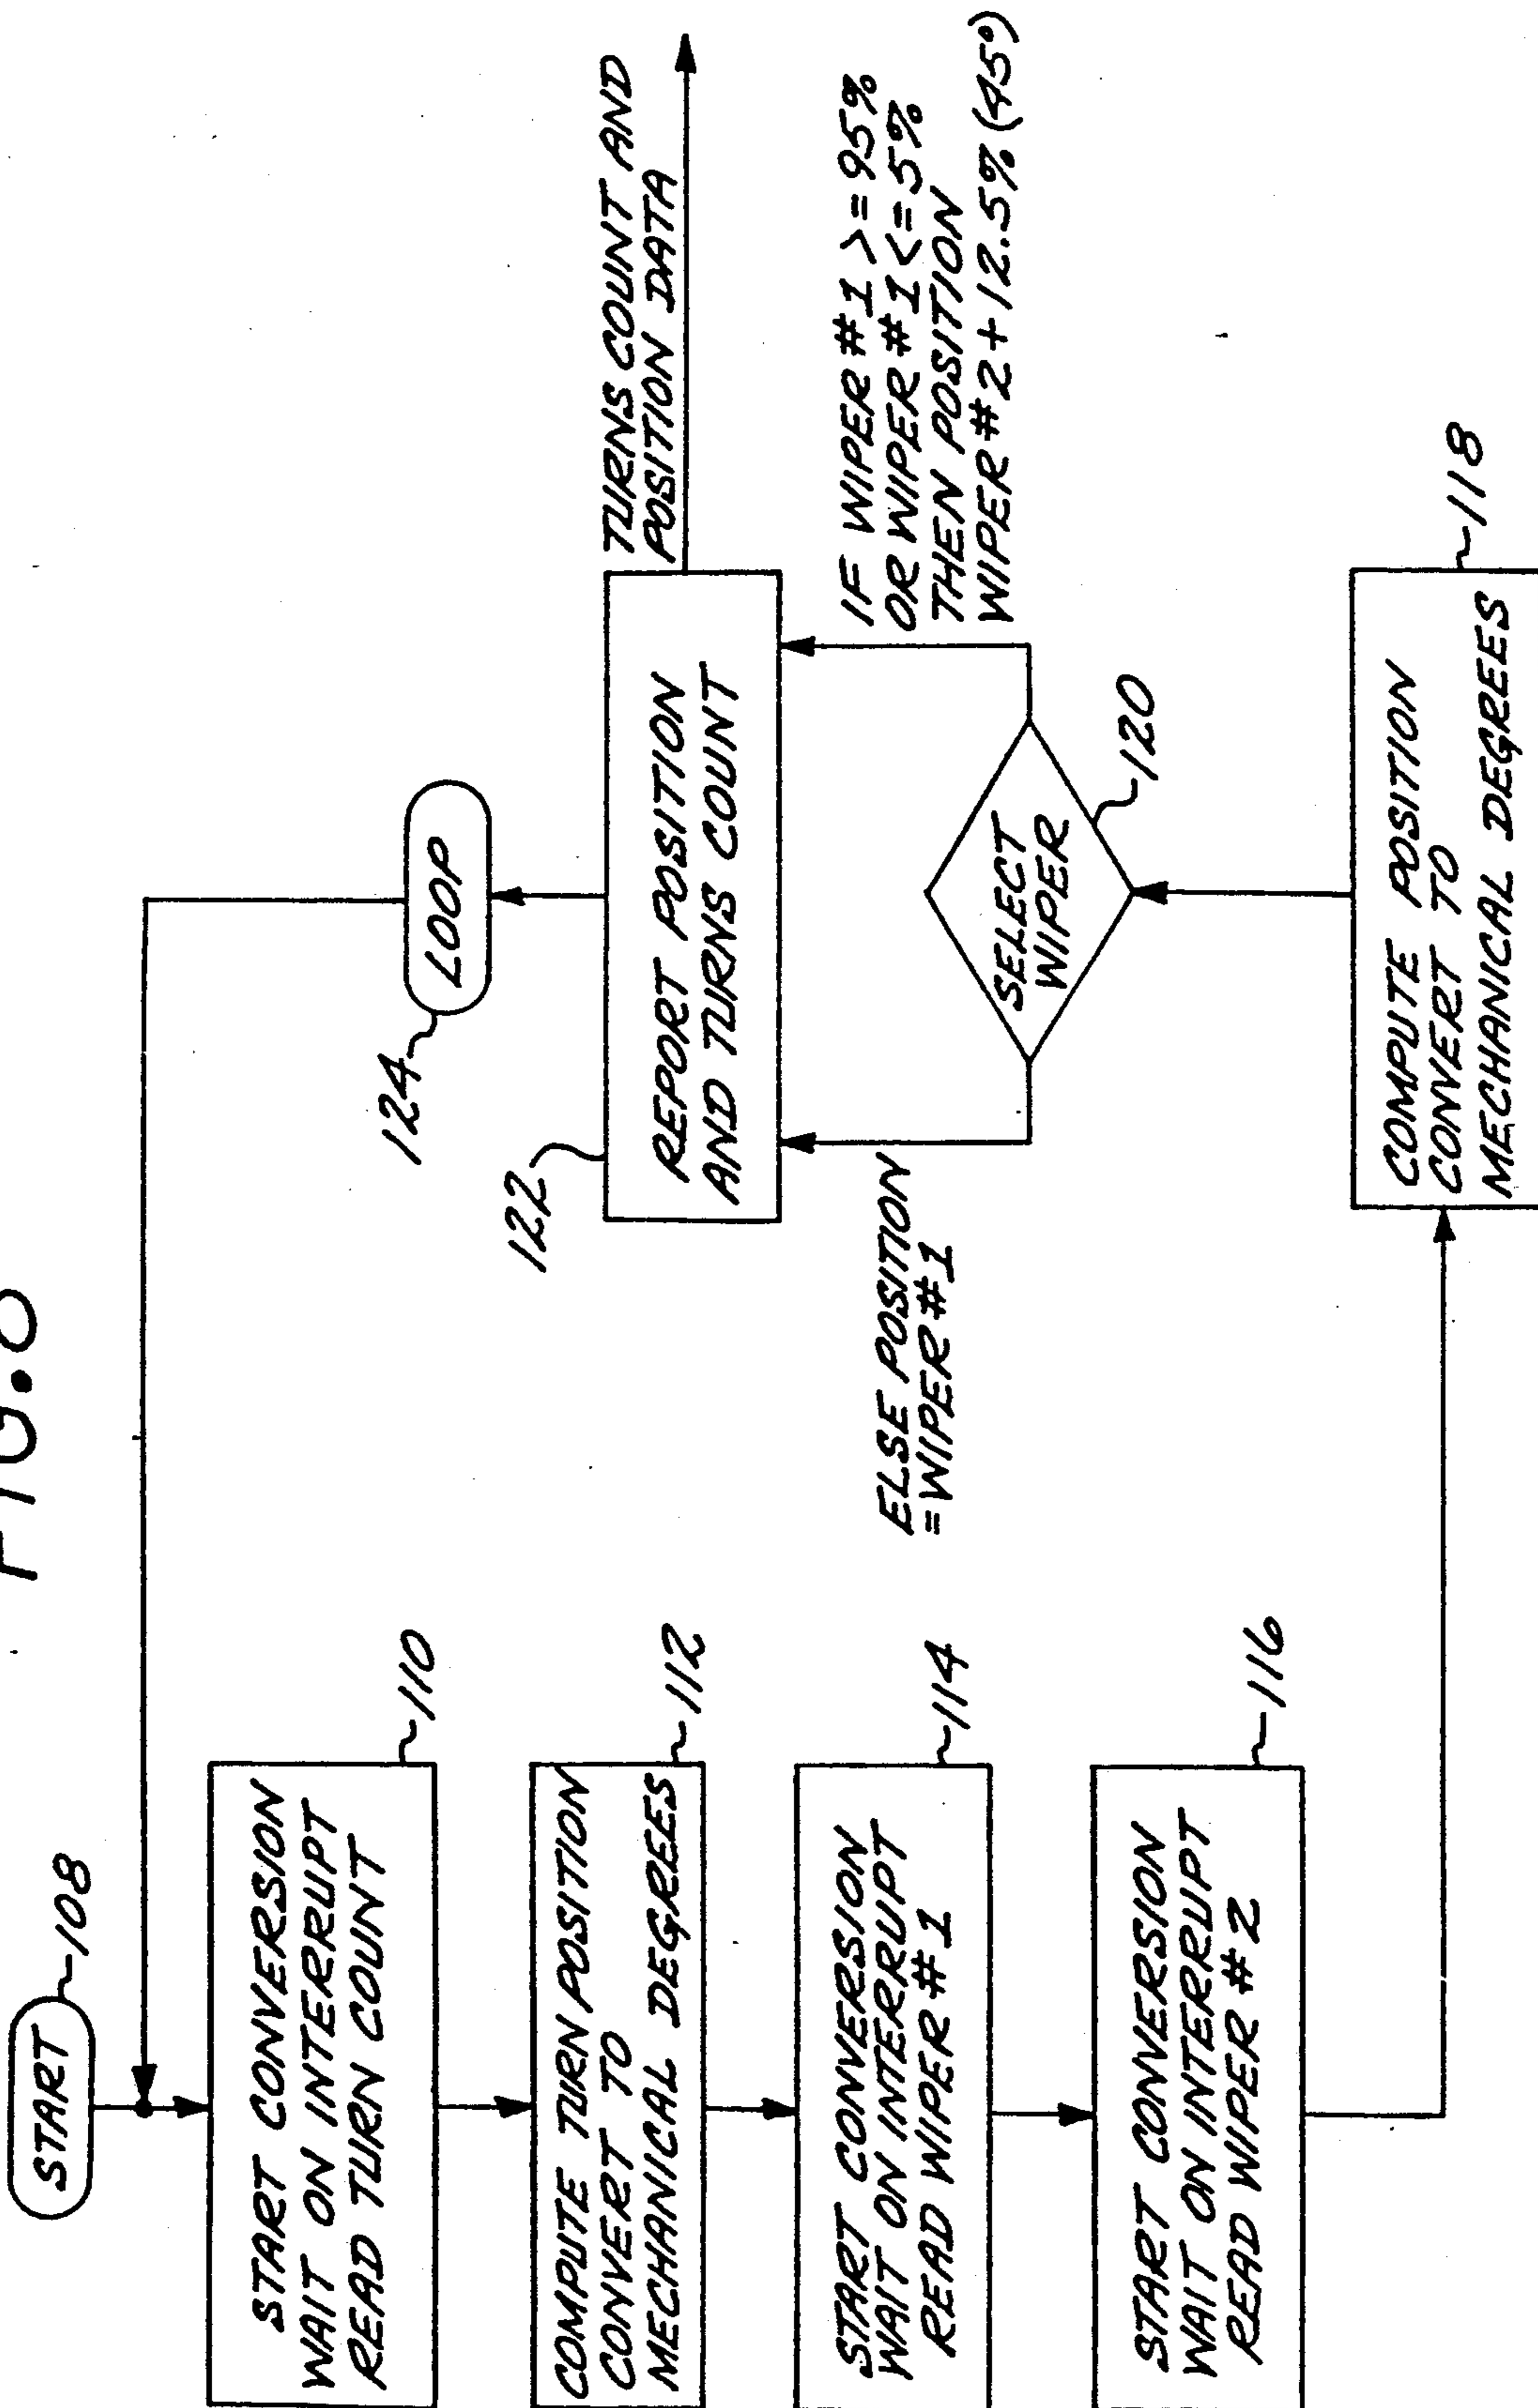 START
108
START CONVERSION
WAIT ON INTERRUPT
READ TURN COUNT
110
COMPUTE TURN POSITION
CONVERT TO
MECHANICAL DEGREES
112
START CONVERSION
WAIT ON INTERRUPT
READ WIPER #1
114
START CONVERSION
WAIT ON INTERRUPT
READ WIPER #2
116
124
LOOP
122
REPORT POSITION
AND TURNS COUNT
TURNS COUNT AND
POSITION DATA
ELSE POSITION
=WIPER#1
SELECT
WIPER
120
IF WIPER #1 >=95%
OR WIPER #1 <=5%
THEN POSITION
WIPER #2+12.5% (45°)
COMPUTE POSITION
CONVERT TO
MECHANICAL DEGREES
118